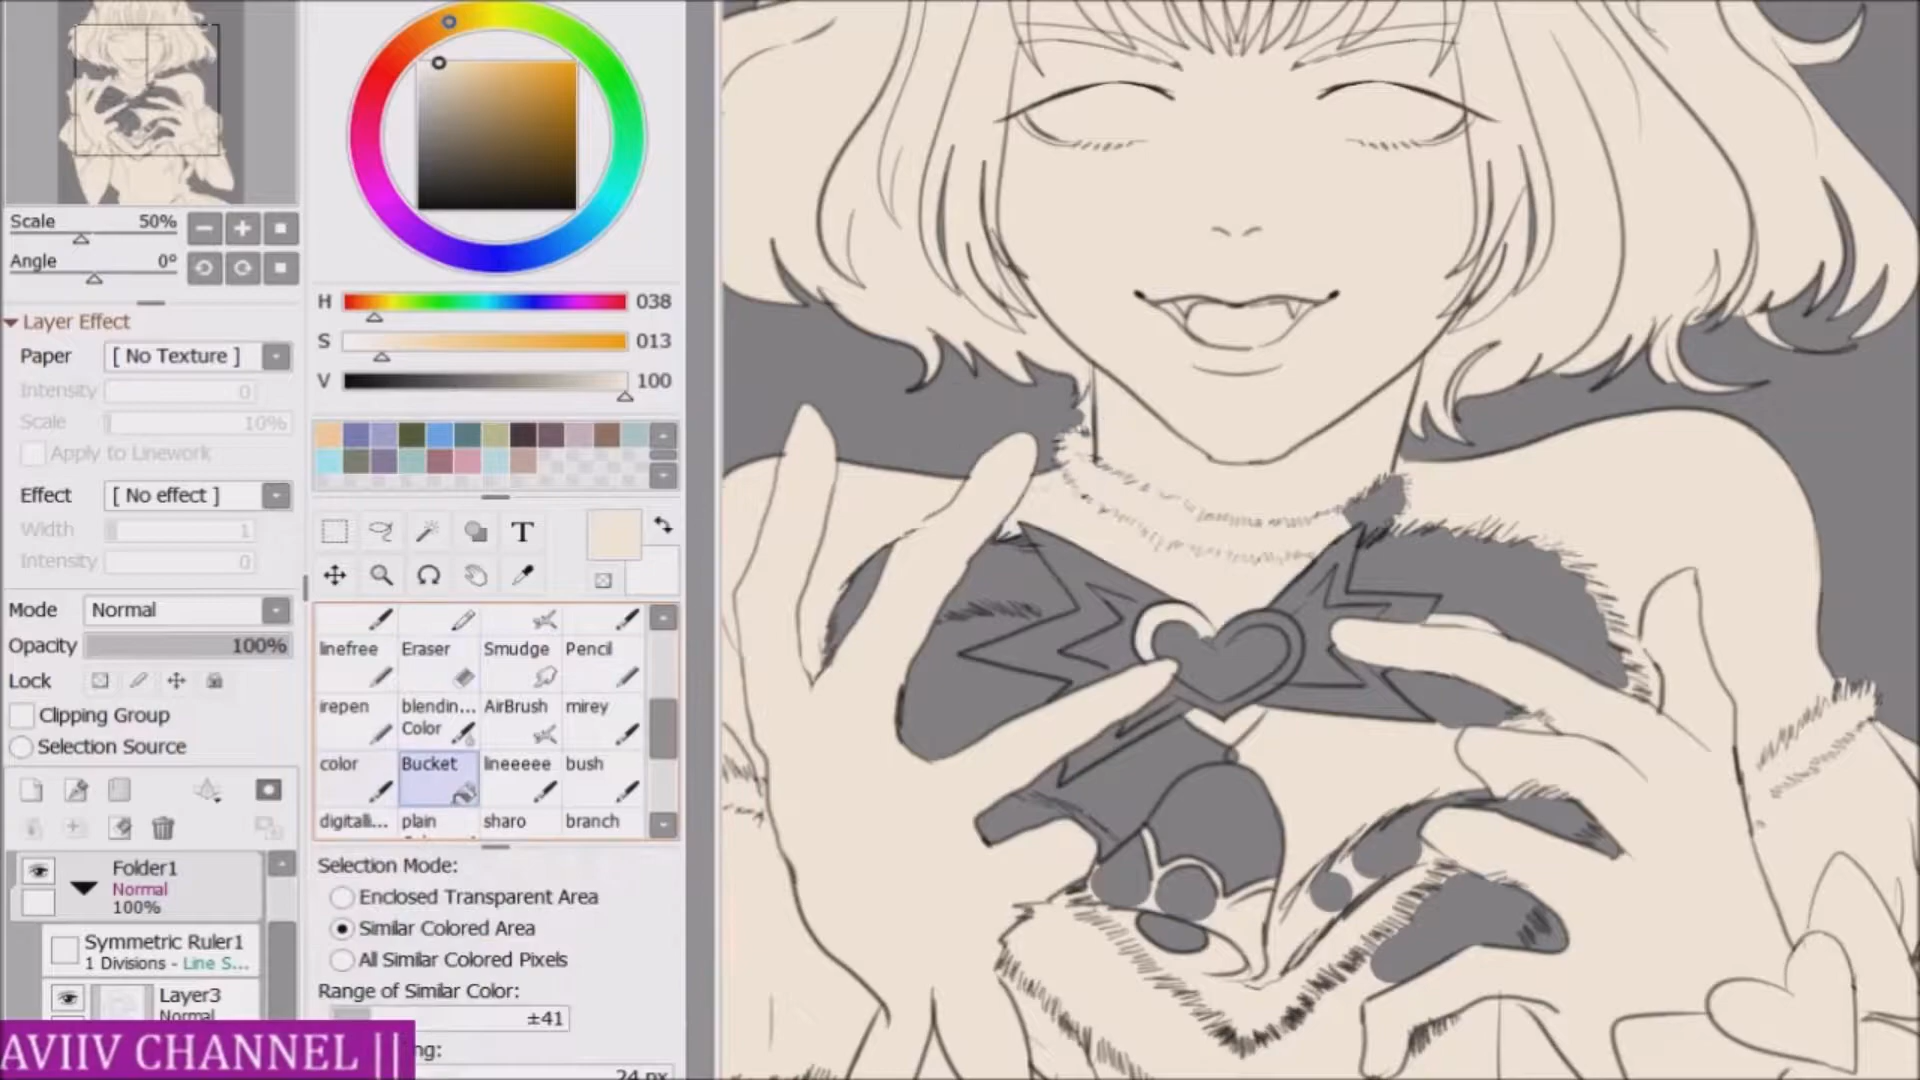 Scale 50%
Angle 0°
Layer Effect
Paper [ No Texture ]
Intensity 0
Scale 10%
Apply to Linework
Effect [ No effect ]
Width 1
Intensity 0
Mode Normal
Opacity 100%
Lock
Clipping Group
Selection Source
Folder1
Normal
100%
Symmetric Ruler1
1 Divisions - Line S...
Layer3
Normal
AVIIV CHANNEL ||
H 038
S 013
V 100
T
linefree Eraser Smudge Pencil
irepen blendin... AirBrush mirey
Color
color Bucket lineeeee bush
digitalli... plain sharo branch
Selection Mode:
Enclosed Transparent Area
Similar Colored Area
All Similar Colored Pixels
Range of Similar Color:
±41
24 px